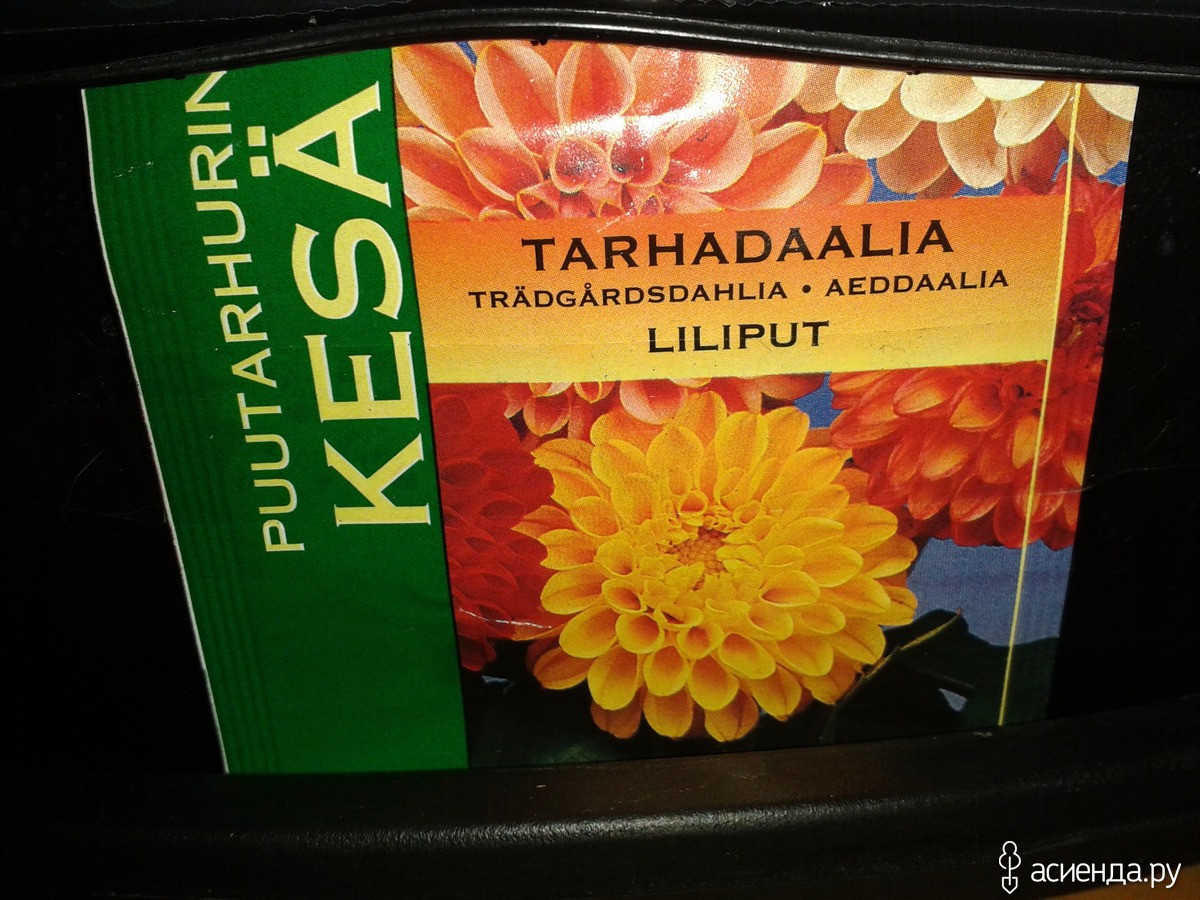 PUUTARHURIN
KESÄ
TARHADAALIA
TRÄDGÅRDSDAHLIA • AEDDAALIA
LILIPUT
асиенда.ру